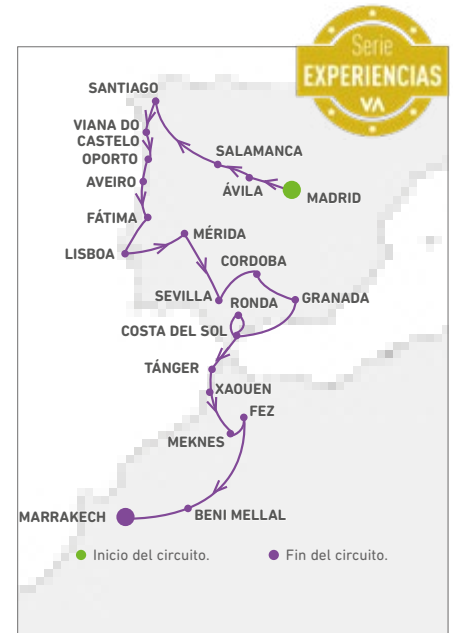 Serie
EXPERIENCIAS
VA
SANTIAGO
VIANA DO
CASTELO
OPORTO
SALAMANCA
AVEIRO
ÁVILA
MADRID
FÁTIMA
MÉRIDA
LISBOA
CORDOBA
SEVILLA
RONDA
GRANADA
COSTA DEL SOL
TÁNGER
XAOUEN
FEZ
MEKNES
MARRAKECH
BENI MELLAL
Inicio del circuito.
Fin del circuito.